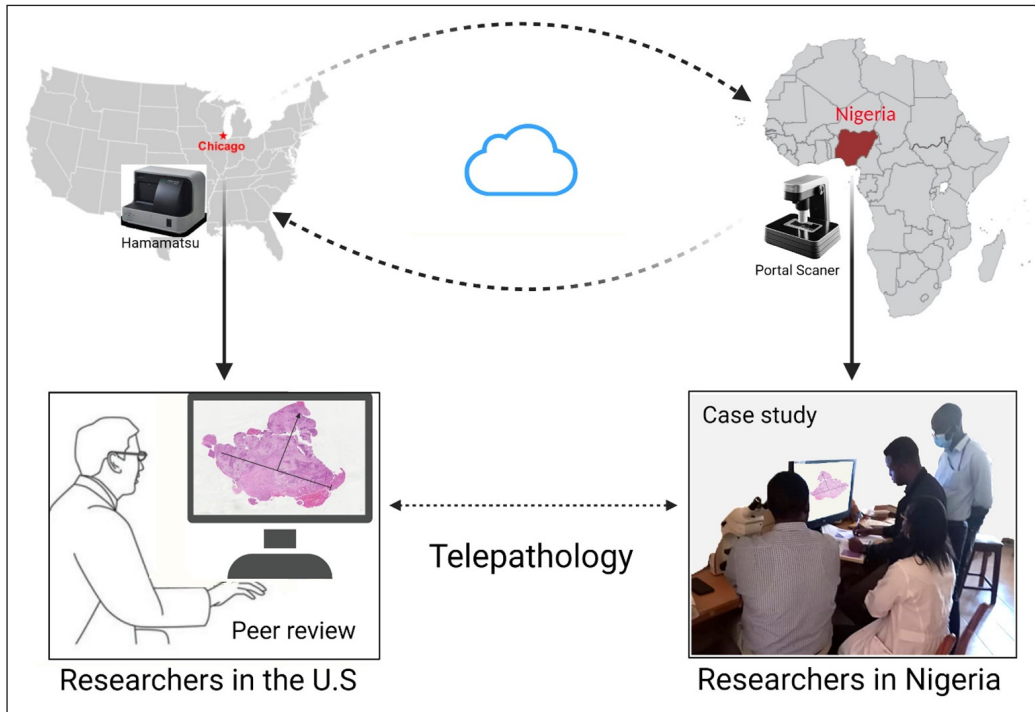 Nigeria
Chicago
Hamamatsu
Portal Scaner
Case study
Telepathology
Peer review
Researchers in the U.S
Researchers in Nigeria